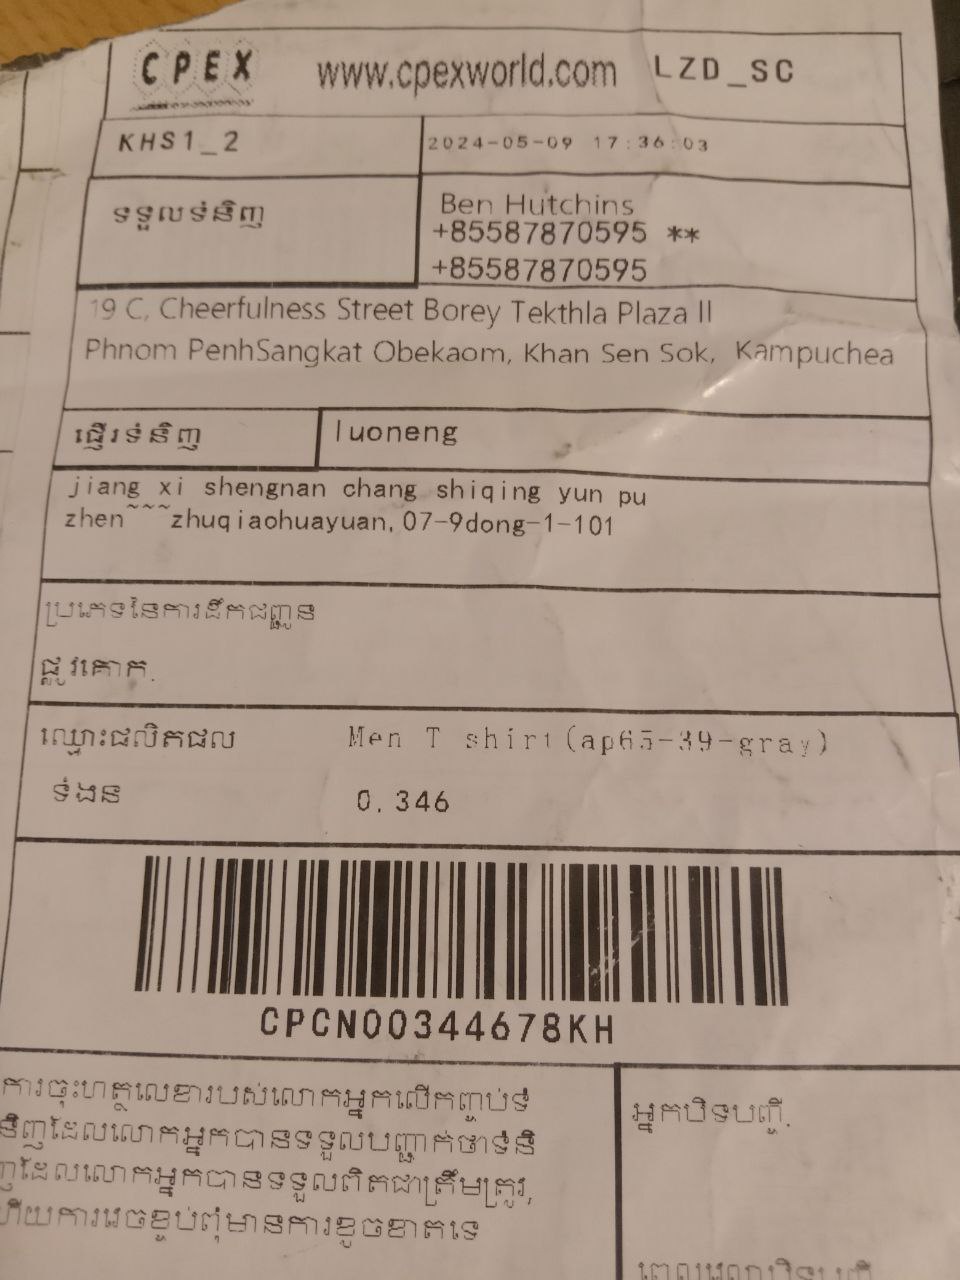 CPEX www.cpexworld.com LZD_SC
KHS1_2 2024-05-09 17:36:03
ទទួលទំនិញ Ben Hutchins
+85587870595 **
+85587870595
19 C, Cheerfulness Street Borey Tekthla Plaza II
Phnom PenhSangkat Obekaom, Khan Sen Sok, Kampuchea
ផ្ញើរទំនិញ luoneng
jiang xi shengnan chang shiqing yun pu
zhen~~~zhuqiaohuayuan, 07-9dong-1-101
ប្រភេទនៃការដឹកជញ្ជូន
ផ្លូវគោក.
ឈ្មោះផលិតផល Men T shirt(ap65-39-gray)
ទំងន 0.346
CPCN00344678KH
ការចុះហត្ថលេខារបស់លោកអ្នកលើកញ្ចប់ទំ
និញដែលលោកអ្នកបានទទួលបញ្ជាក់ថាទំនិ
ញដែលលោកអ្នកបានទទួលពិតជាត្រឹមត្រូវ,
ហើយការវេចខ្ចប់ពុំមានការខូចខាតទេ
អ្នកបិទបញ្ជី.